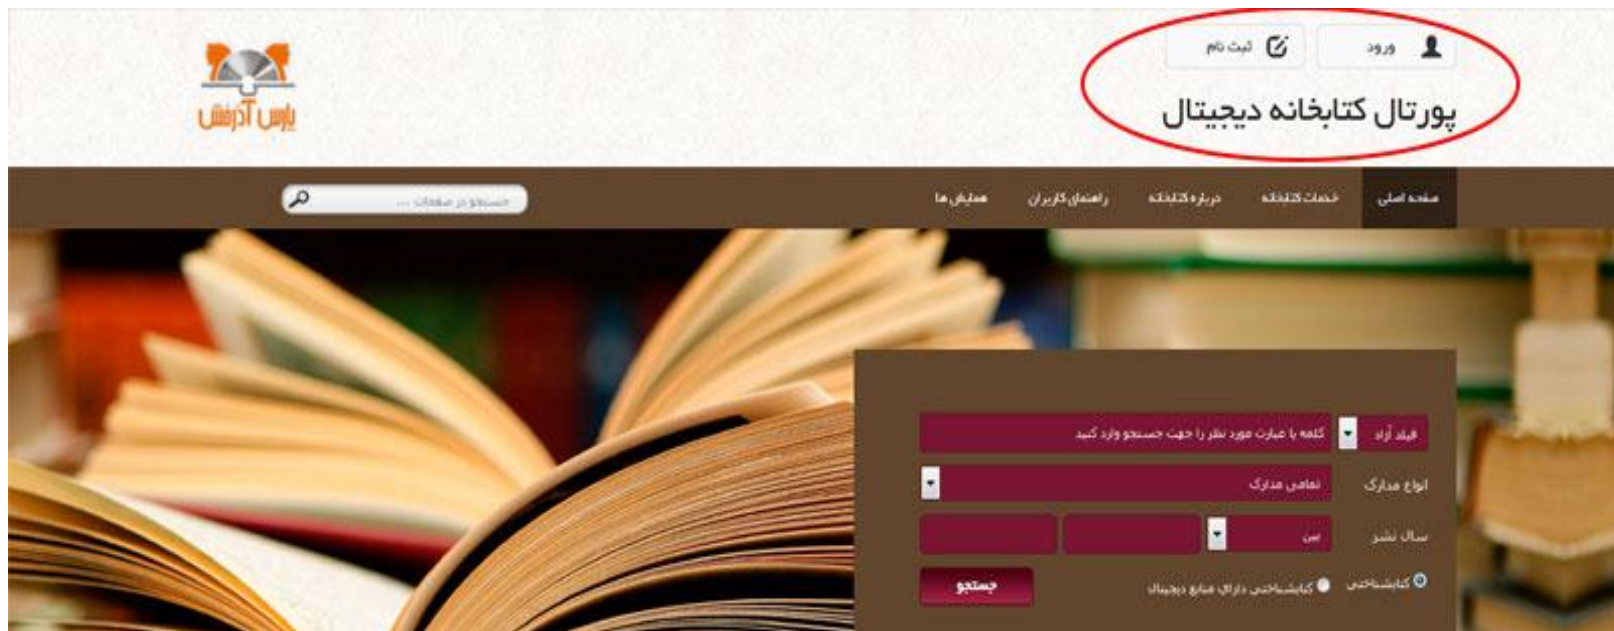 ورود
ثبت نام
پورتال کتابخانه دیجیتال
پارس آذرخش
صفحه اصلی
خدمات کتابخانه
درباره کتابخانه
راهنمای کاربران
همایش ها
جستجو در صفحات ...
فیلد آزاد
کلمه یا عبارت مورد نظر را جهت جستجو وارد کنید
انواع مدارک
تمامی مدارک
سال نشر
بین
کتابشناختی
کتابشناختی دارای منابع دیجیتال
جستجو